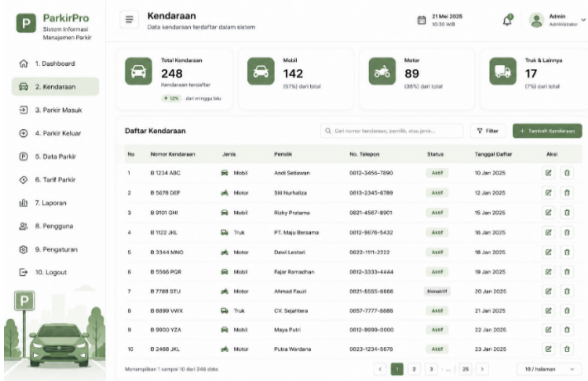 P
ParkirPro
Sistem Informasi
Manajemen Parkir
1. Dashboard
2. Kendaraan
3. Parkir Masuk
4. Parkir Keluar
5. Data Parkir
6. Tarif Parkir
7. Laporan
8. Pengguna
9. Pengaturan
10. Logout
P
Kendaraan
Data kendaraan terdaftar dalam sistem
21 Mei 2025
10:30 WIB
Admin
Administrator
Total Kendaraan
248
Kendaraan terdaftar
+ 12% dari minggu lalu
Mobil
142
(57%) dari total
Motor
89
(36%) dari total
Truk & Lainnya
17
(7%) dari total
Daftar Kendaraan
Cari nomor kendaraan, pemilik, atau jenis...
Filter
+ Tambah Kendaraan
No Nomor Kendaraan Jenis Pemilik No. Telepon Status Tanggal Daftar Aksi
1 B 1234 ABC Mobil Andi Setiawan 0812-3456-7890 Aktif 10 Jan 2025
2 B 5678 DEF Motor Siti Nurhaliza 0813-2345-6789 Aktif 12 Jan 2025
3 B 9101 GHI Mobil Rizky Pratama 0821-4567-8901 Aktif 15 Jan 2025
4 B 1122 JKL Truk PT. Maju Bersama 0812-9876-5432 Aktif 16 Jan 2025
5 B 3344 MNO Motor Dewi Lestari 0822-1111-2222 Aktif 18 Jan 2025
6 B 5566 PQR Mobil Fajar Ramadhan 0812-3333-4444 Aktif 19 Jan 2025
7 B 7788 STU Motor Ahmad Fauzi 0821-5555-6666 Nonaktif 20 Jan 2025
8 B 8899 VWX Truk CV. Sejahtera 0857-7777-8888 Aktif 21 Jan 2025
9 B 9900 YZA Mobil Maya Putri 0812-9999-0000 Aktif 22 Jan 2025
10 B 2468 JKL Motor Putra Wardana 0823-1234-5678 Aktif 23 Jan 2025
Menampilkan 1 sampai 10 dari 248 data
1 2 3 ... 25
10 / halaman